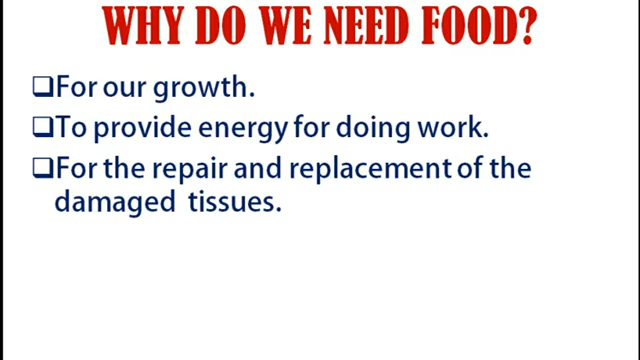 WHY DO WE NEED FOOD?
❑For our growth.
❑To provide energy for doing work.
❑For the repair and replacement of the
damaged tissues.